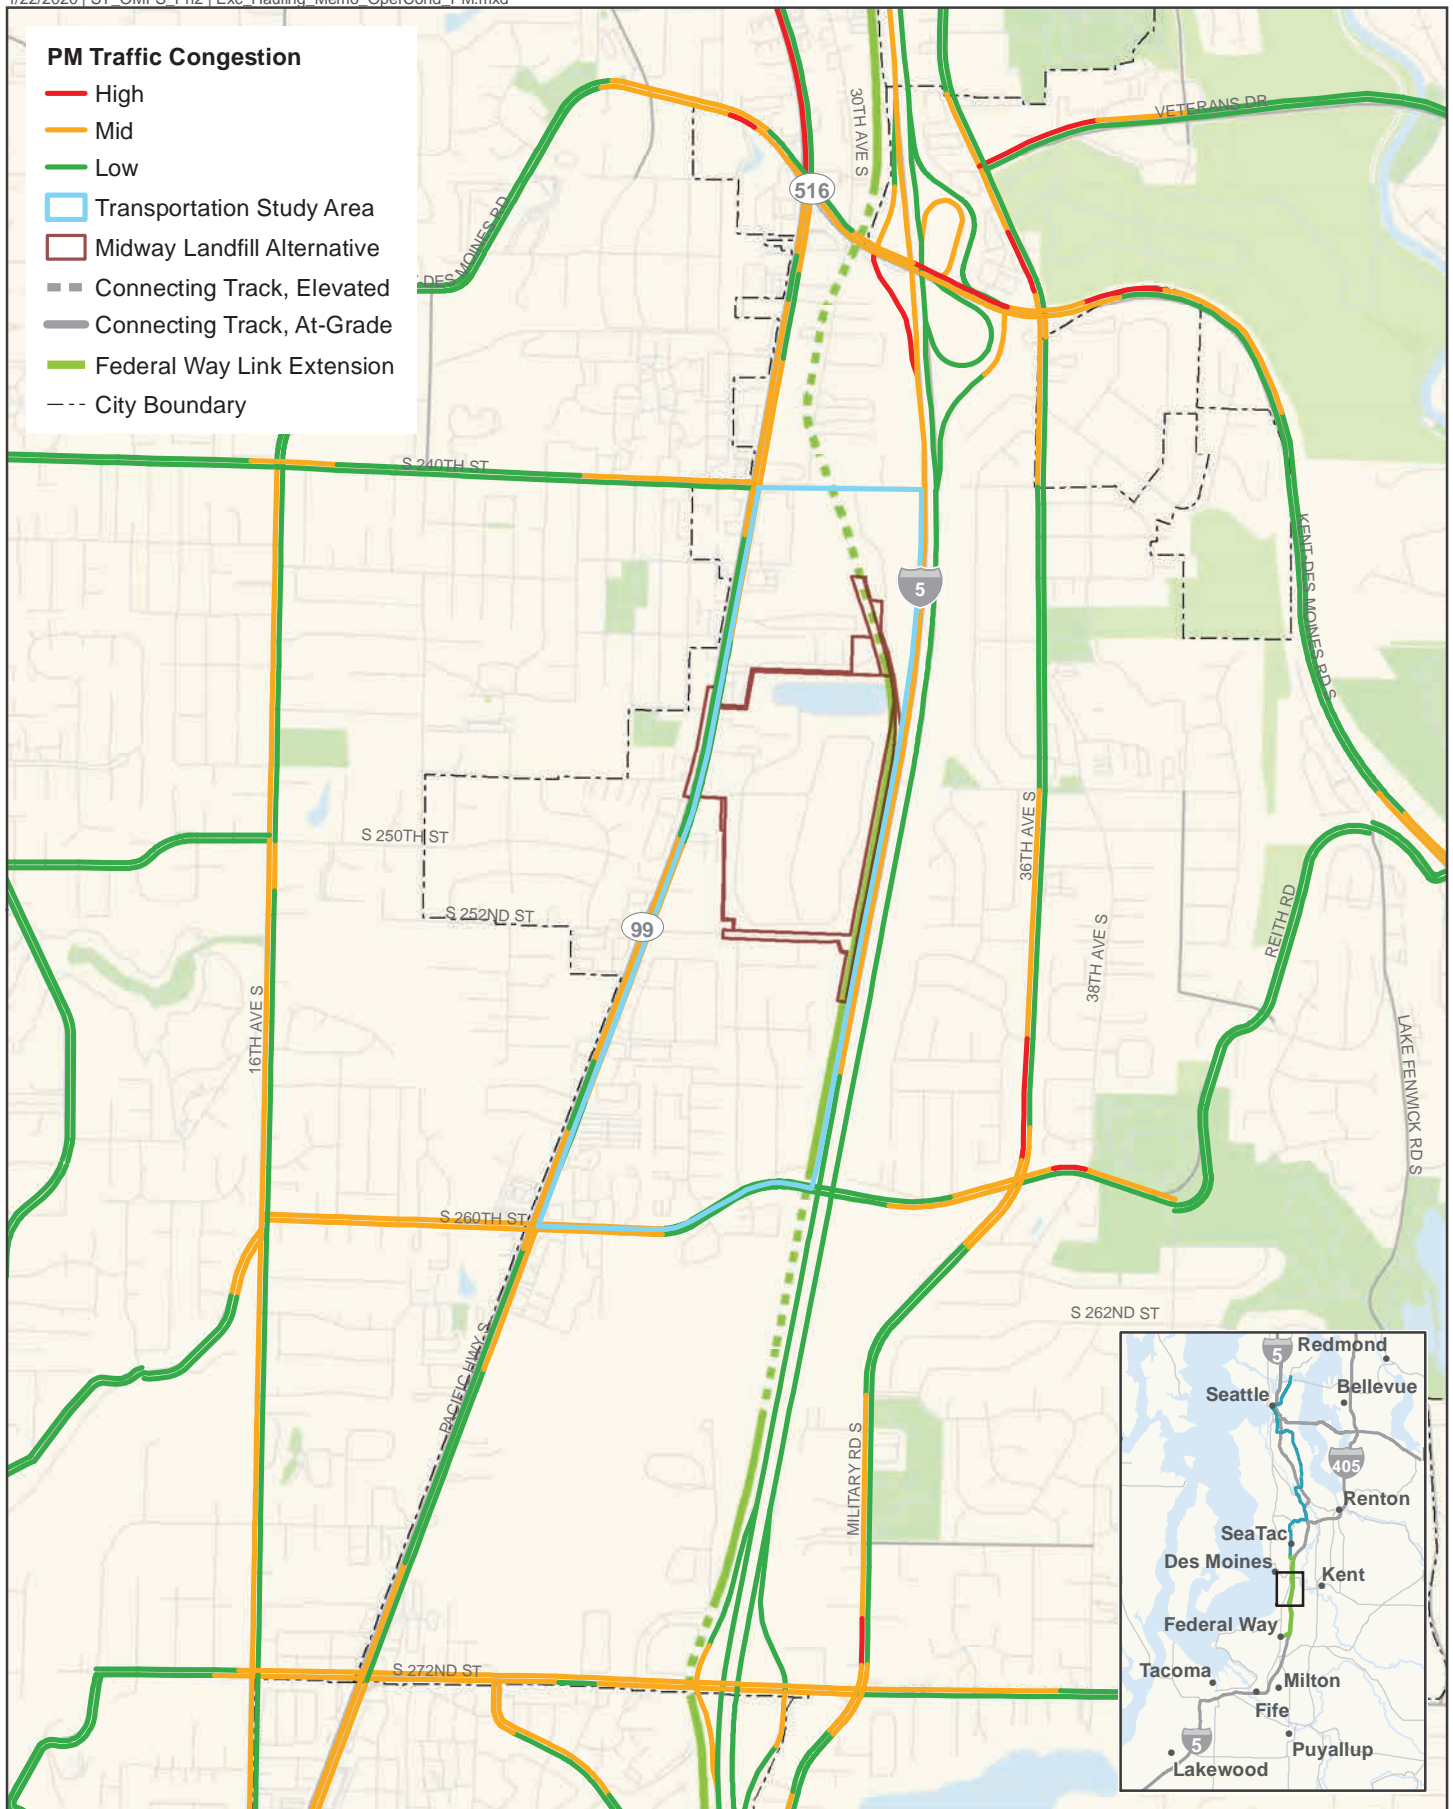 PM Traffic Congestion
High
Mid
Low
Transportation Study Area
Midway Landfill Alternative
Connecting Track, Elevated
Connecting Track, At-Grade
Federal Way Link Extension
City Boundary
30TH AVE S
VETERANS DR
516
DES MOINES RD
S 240TH ST
5
KENT-DES MOINES RD S
S 250TH ST
36TH AVE S
S 252ND ST
99
38TH AVE S
REITH RD
16TH AVE S
LAKE FENWICK RD S
S 260TH ST
S 262ND ST
PACIFIC HWY S
MILITARY RD S
S 272ND ST
5
Redmond
Seattle
Bellevue
405
Renton
SeaTac
Des Moines
Kent
Federal Way
Tacoma
Milton
Fife
5
Puyallup
Lakewood